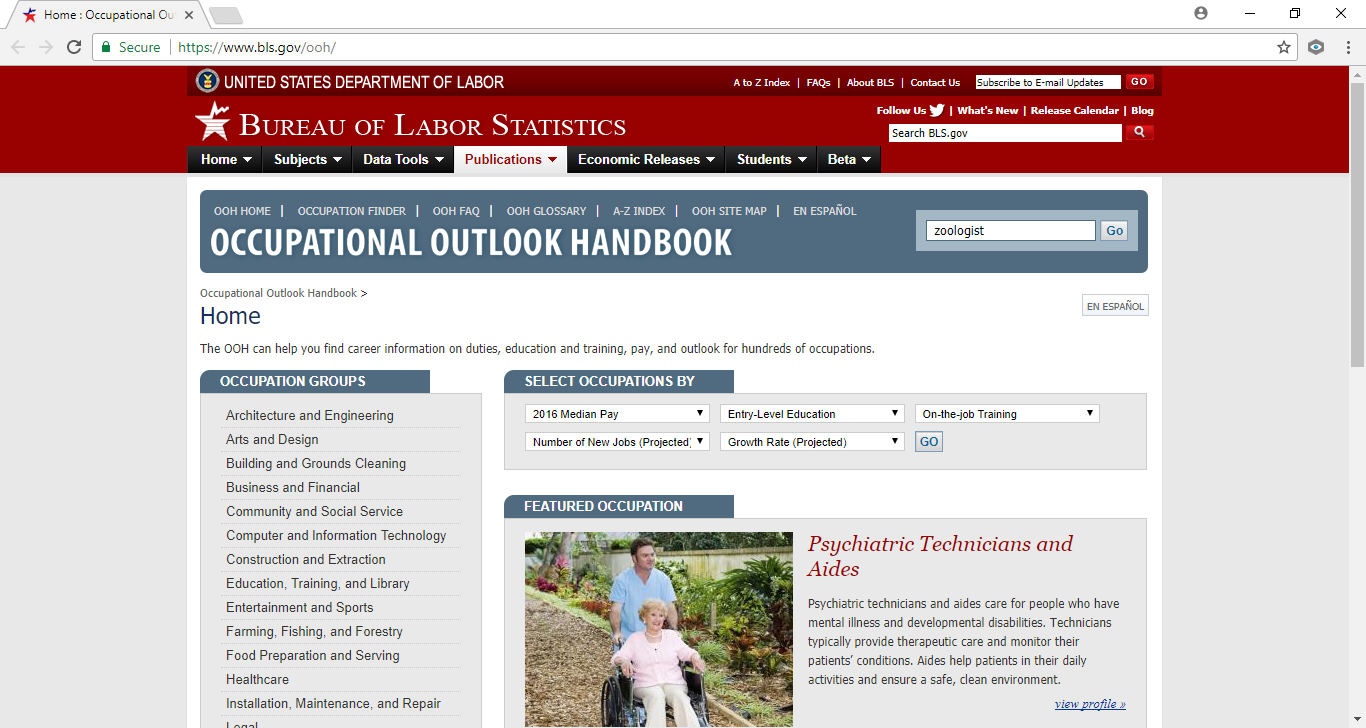 Home : Occupational Ou
Secure https://www.bls.gov/ooh/
UNITED STATES DEPARTMENT OF LABOR
A to Z Index | FAQs | About BLS | Contact Us Subscribe to E-mail Updates GO
Follow Us | What's New | Release Calendar | Blog
BUREAU OF LABOR STATISTICS
Search BLS.gov
Home Subjects Data Tools Publications Economic Releases Students Beta
OOH HOME | OCCUPATION FINDER | OOH FAQ | OOH GLOSSARY | A-Z INDEX | OOH SITE MAP | EN ESPAÑOL
OCCUPATIONAL OUTLOOK HANDBOOK
zoologist Go
Occupational Outlook Handbook >
Home
EN ESPAÑOL
The OOH can help you find career information on duties, education and training, pay, and outlook for hundreds of occupations.
OCCUPATION GROUPS
Architecture and Engineering
Arts and Design
Building and Grounds Cleaning
Business and Financial
Community and Social Service
Computer and Information Technology
Construction and Extraction
Education, Training, and Library
Entertainment and Sports
Farming, Fishing, and Forestry
Food Preparation and Serving
Healthcare
Installation, Maintenance, and Repair
Legal
SELECT OCCUPATIONS BY
2016 Median Pay Entry-Level Education On-the-job Training
Number of New Jobs (Projected) Growth Rate (Projected) GO
FEATURED OCCUPATION
Psychiatric Technicians and
Aides
Psychiatric technicians and aides care for people who have
mental illness and developmental disabilities. Technicians
typically provide therapeutic care and monitor their
patients' conditions. Aides help patients in their daily
activities and ensure a safe, clean environment.
view profile »